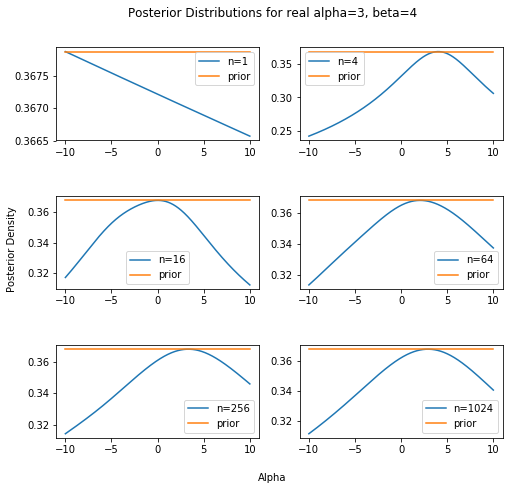 Posterior Distributions for real alpha=3, beta=4
0.3675
0.3670
0.3665
−10 −5 0 5 10
n=1
prior
0.35
0.30
0.25
−10 −5 0 5 10
n=4
prior
Posterior Density
0.36
0.34
0.32
−10 −5 0 5 10
n=16
prior
0.36
0.34
0.32
−10 −5 0 5 10
n=64
prior
0.36
0.34
0.32
−10 −5 0 5 10
n=256
prior
0.36
0.34
0.32
−10 −5 0 5 10
n=1024
prior
Alpha